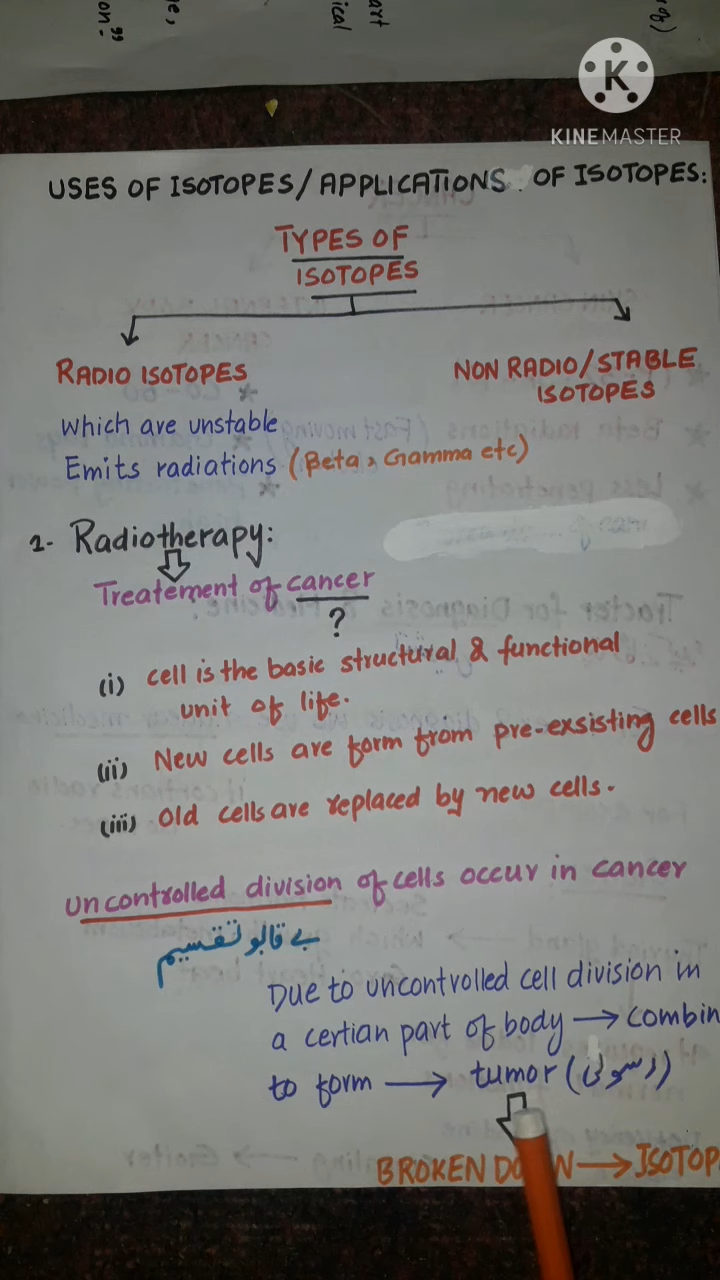 on"
e,
ical
art
KINEMASTER
USES OF ISOTOPES/APPLICATIONS OF ISOTOPES:
TYPES OF
ISOTOPES
RADIO ISOTOPES
NON RADIO/STABLE
ISOTOPES
which are unstable
Emits radiations (Beta, Gamma etc)
1- Radiotherapy:
Treatement of cancer
?
(i) cell is the basic structural & functional
unit of life.
(ii) New cells are form from pre-exsisting cells
(iii) Old cells are replaced by new cells.
Uncontrolled division of cells occur in cancer
بے قابو تقسیم
Due to uncontrolled cell division in
a certian part of body → combin
to form → tumor (رسولی)
BROKEN DO N → ISOTOP